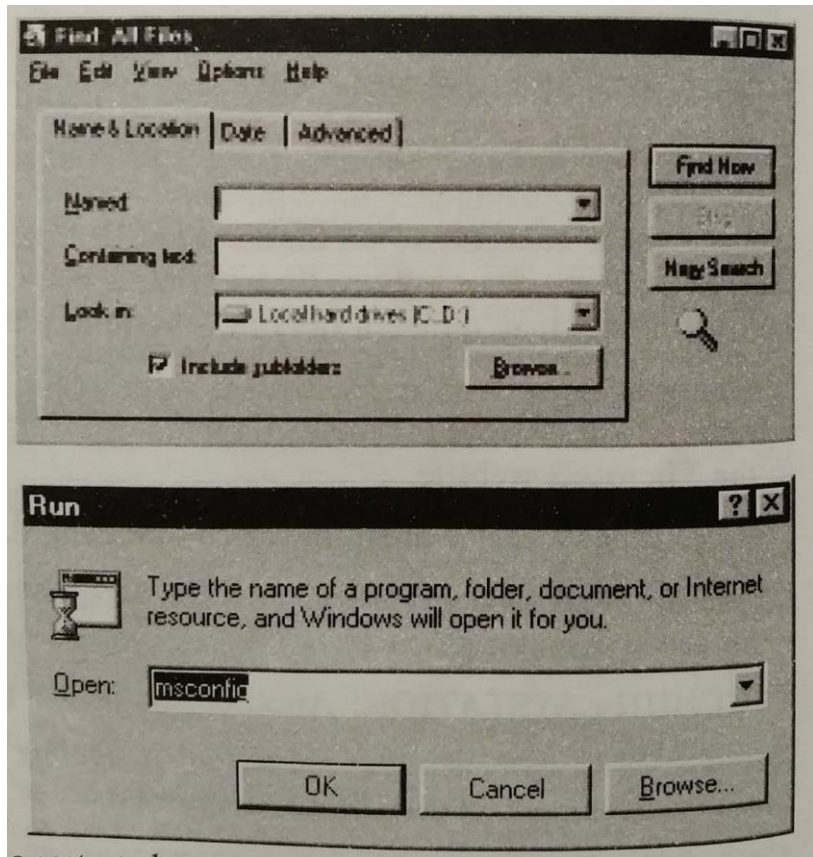 Find: All Files
File Edit View Options Help
Name & Location Date Advanced
Find Now
Named:
Stop
Containing text:
New Search
Look in: Local hard drives (C:,D:)
Include subfolders Browse...
Run
Type the name of a program, folder, document, or Internet
resource, and Windows will open it for you.
Open: msconfig
OK Cancel Browse...